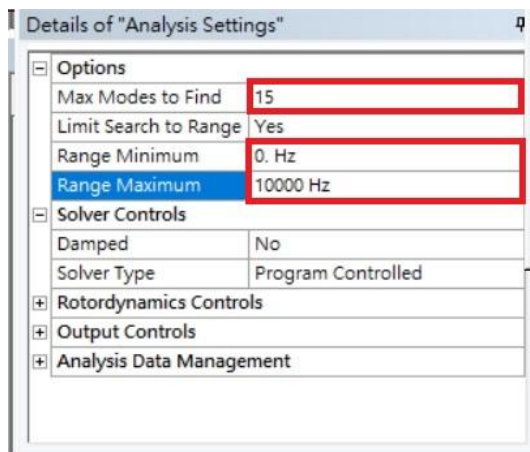 Details of "Analysis Settings"
Options
Max Modes to Find 15
Limit Search to Range Yes
Range Minimum 0. Hz
Range Maximum 10000 Hz
Solver Controls
Damped No
Solver Type Program Controlled
Rotordynamics Controls
Output Controls
Analysis Data Management